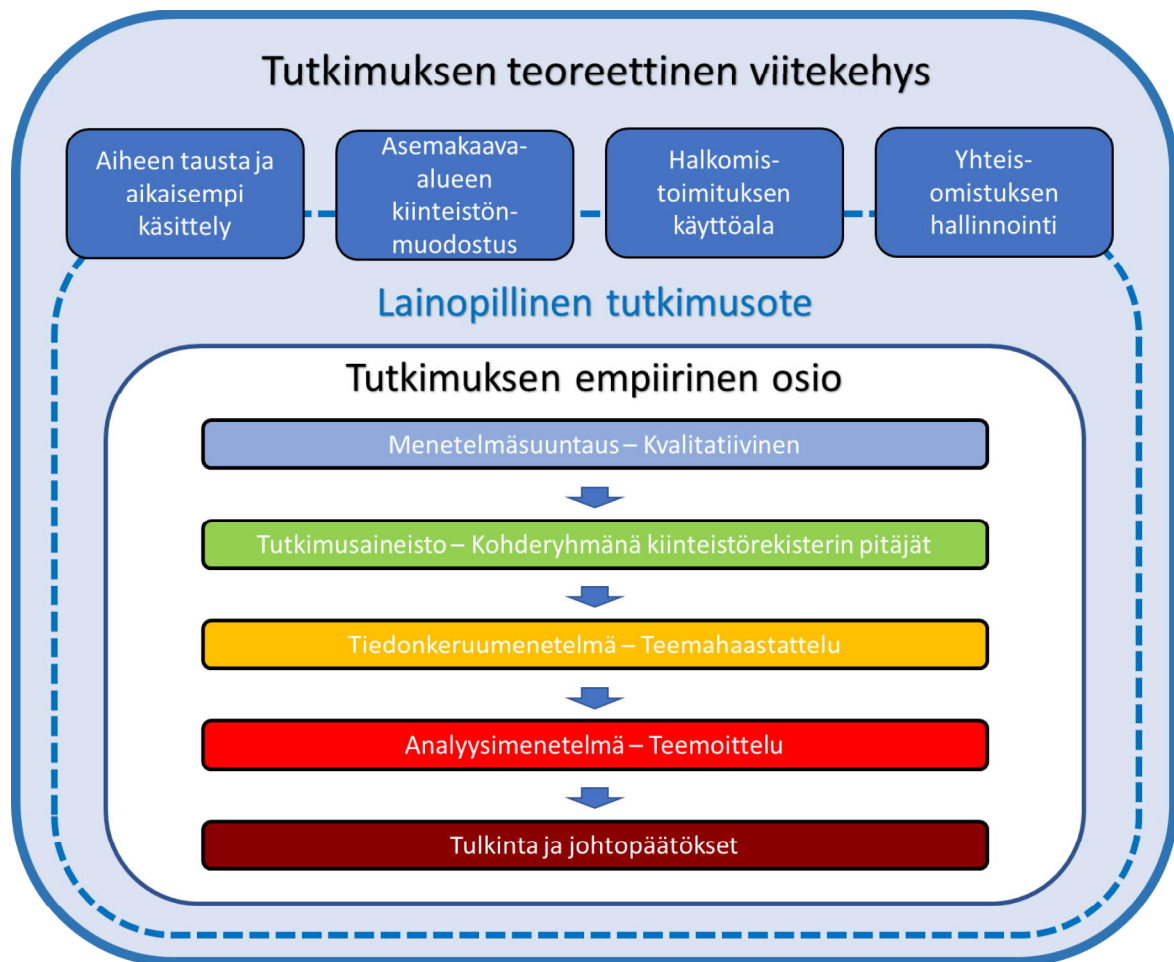 Tutkimuksen teoreettinen viitekehys
Aiheen tausta ja
aikaisempi
käsittely
Asemakaava-
alueen
kiinteistön-
muodostus
Halkomis-
toimituksen
käyttöala
Yhteis-
omistuksen
hallinnointi
Lainopillinen tutkimusote
Tutkimuksen empiirinen osio
Menetelmäsuuntaus – Kvalitatiivinen
Tutkimusaineisto – Kohderyhmänä kiinteistörekisterin pitäjät
Tiedonkeruumenetelmä – Teemahaastattelu
Analyysimenetelmä – Teemoittelu
Tulkinta ja johtopäätökset